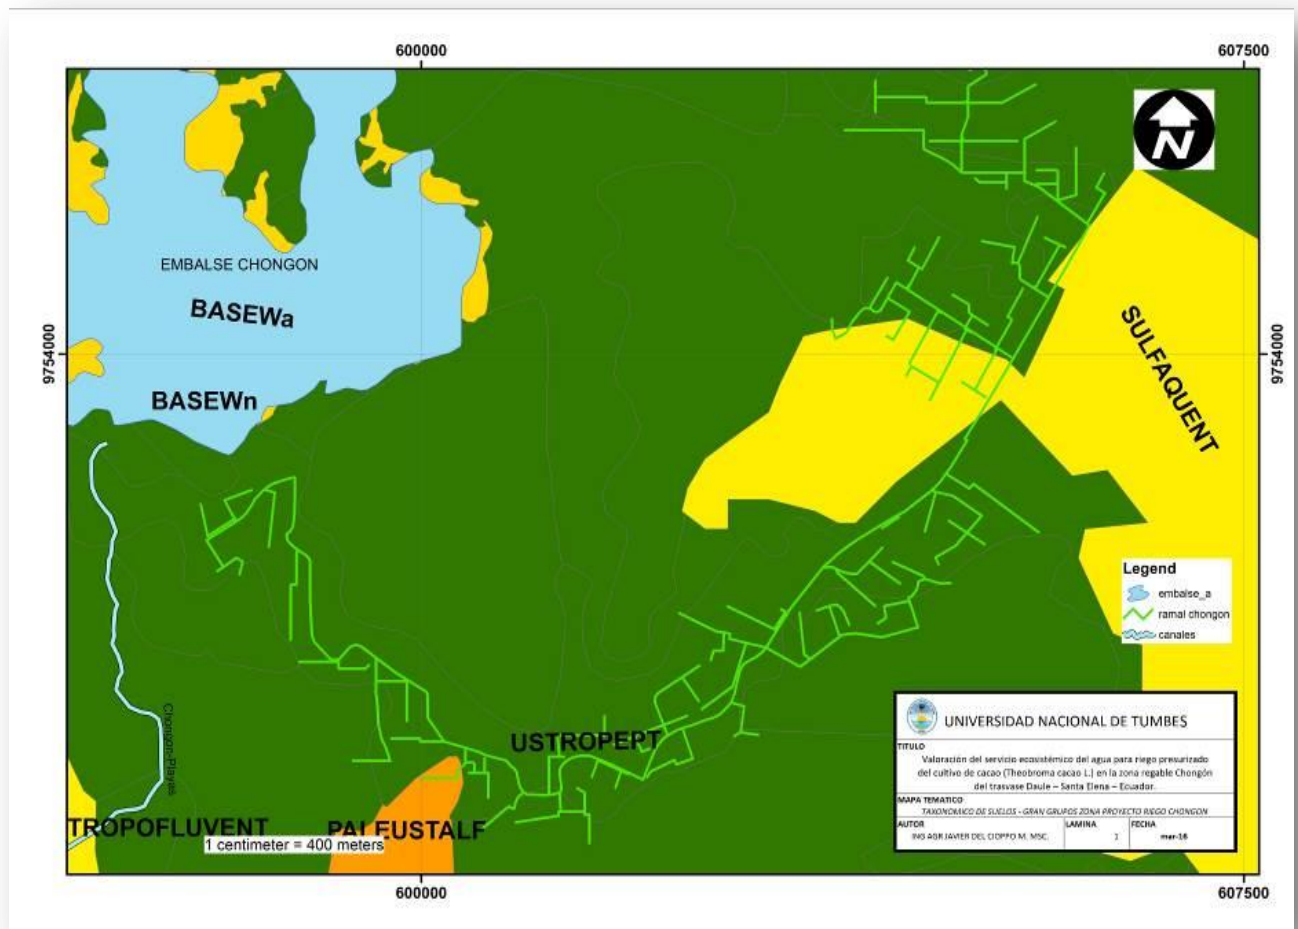 600000
607500
N
EMBALSE CHONGON
BASEWa
SULFAQUENT
9754000
9754000
BASEWn
Legend
embalse_a
ramal chongon
canales
Chongon-Playas
USTROPEPT
UNIVERSIDAD NACIONAL DE TUMBES
TITULO
Valoración del servicio ecosistémico del agua para riego presurizado
del cultivo de cacao (Theobroma cacao L.) en la zona regable Chongón
del trasvase Daule – Santa Elena – Ecuador.
MAPA TEMATICO
TAXONOMICO DE SUELOS - GRAN GRUPOS ZONA PROYECTO RIEGO CHONGON
AUTOR
LAMINA
FECHA
ING AGR JAVIER DEL CIOPPO M. MSC.
1
mar-16
TROPOFLUVENT
PALEUSTALF
1 centimeter = 400 meters
600000
607500